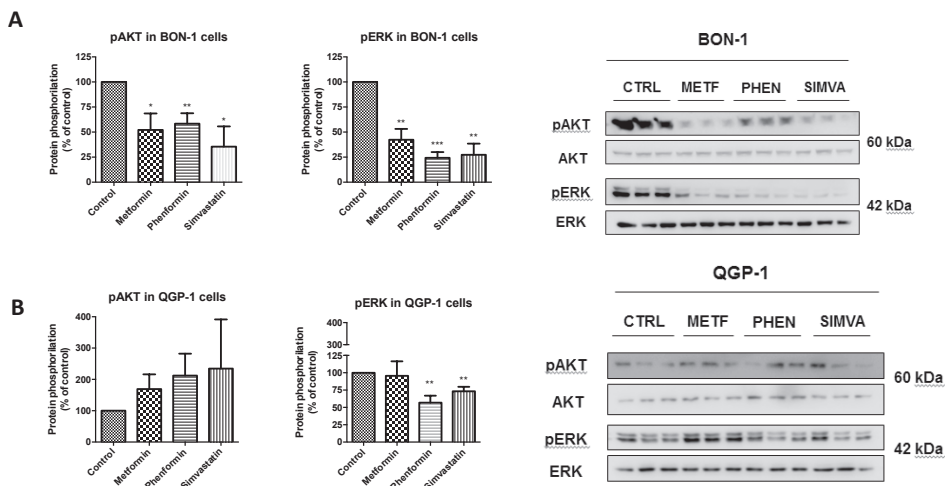 A
pAKT in BON-1 cells
Protein phosphorilation
(% of control)
125
100
75
50
25
0
*
**
*
Control
Metformin
Phenformin
Simvastatin
pERK in BON-1 cells
Protein phosphorilation
(% of control)
125
100
75
50
25
0
**
***
**
Control
Metformin
Phenformin
Simvastatin
BON-1
CTRL METF PHEN SIMVA
pAKT
60 kDa
AKT
pERK
42 kDa
ERK
B
pAKT in QGP-1 cells
Protein phosphorilation
(% of control)
400
300
200
100
0
Control
Metformin
Phenformin
Simvastatin
pERK in QGP-1 cells
Protein phosphorilation
(% of control)
400
300
200
100
75
50
25
0
**
**
Control
Metformin
Phenformin
Simvastatin
QGP-1
CTRL METF PHEN SIMVA
pAKT
60 kDa
AKT
pERK
42 kDa
ERK